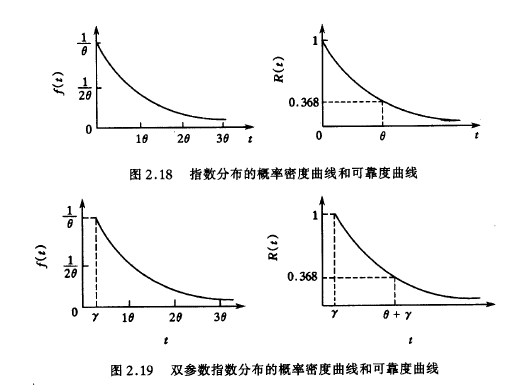 f(t)
1/θ
1/2θ
0
1θ 2θ 3θ t
R(t)
1
0.368
0 θ t
图 2.18 指数分布的概率密度曲线和可靠度曲线
f(t)
1/θ
1/2θ
0
γ 1θ 2θ 3θ
t
R(t)
1
0.368
γ θ + γ
t
图 2.19 双参数指数分布的概率密度曲线和可靠度曲线